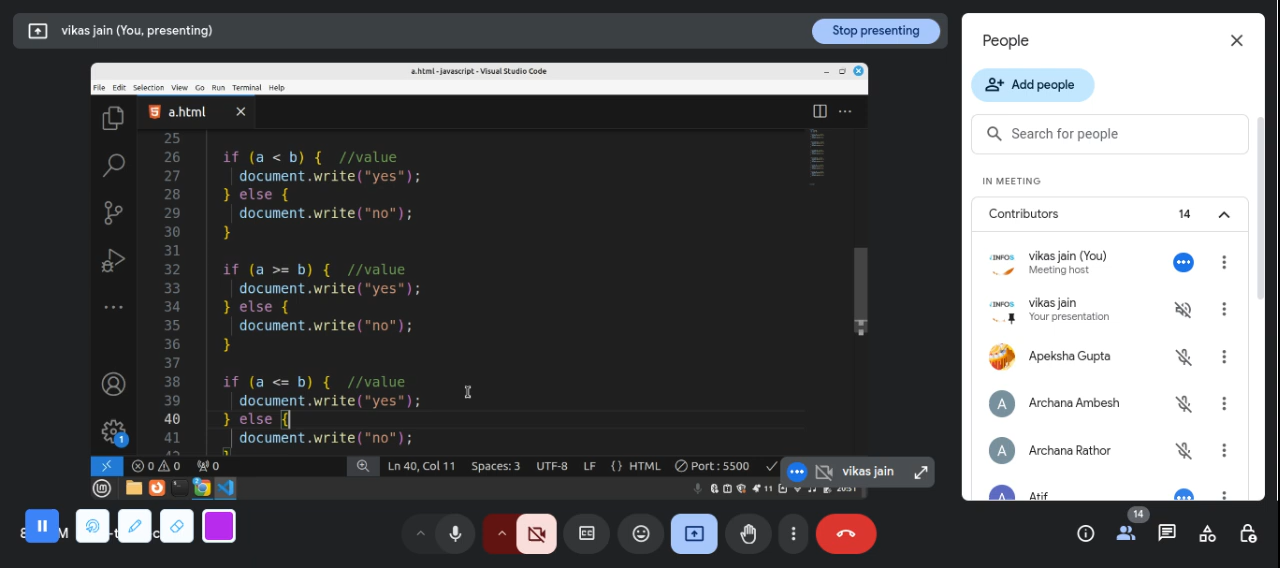 vikas jain (You, presenting)
Stop presenting
a.html - javascript - Visual Studio Code
File Edit Selection View Go Run Terminal Help
a.html
25
26 if (a < b) { //value
27 document.write("yes");
28 } else {
29 document.write("no");
30 }
31
32 if (a >= b) { //value
33 document.write("yes");
34 } else {
35 document.write("no");
36 }
37
38 if (a <= b) { //value
39 document.write("yes");
40 } else {
41 document.write("no");
1
0 0 0 Ln 40, Col 11 Spaces: 3 UTF-8 LF {} HTML Port : 5500
vikas jain
People
Add people
Search for people
IN MEETING
Contributors 14
vikas jain (You)
Meeting host
vikas jain
Your presentation
Apeksha Gupta
A Archana Ambesh
A Archana Rathor
A Atif
14